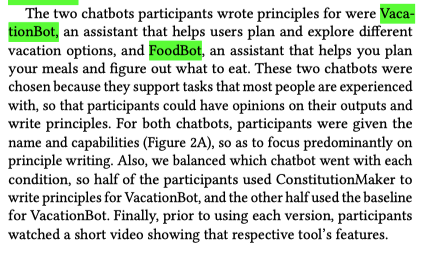 The two chatbots participants wrote principles for were Vaca-
tionBot, an assistant that helps users plan and explore different
vacation options, and FoodBot, an assistant that helps you plan
your meals and figure out what to eat. These two chatbots were
chosen because they support tasks that most people are experienced
with, so that participants could have opinions on their outputs and
write principles. For both chatbots, participants were given the
name and capabilities (Figure 2A), so as to focus predominantly on
principle writing. Also, we balanced which chatbot went with each
condition, so half of the participants used ConstitutionMaker to
write principles for VacationBot, and the other half used the baseline
for VacationBot. Finally, prior to using each version, participants
watched a short video showing that respective tool's features.